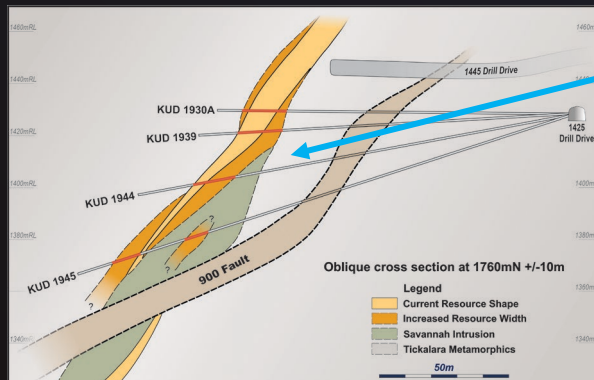 1460mRL
1460m
1440mRL
1445 Drill Drive
KUD 1930A
1420mRL
KUD 1939
1425
Drill Drive
1400mRL
1400m
KUD 1944
?
1380mRL
1380m
?
KUD 1945
900 Fault
Oblique cross section at 1760mN +/-10m
?
Legend
Current Resource Shape
1360m
Increased Resource Width
Savannah Intrusion
1340mRL
1340m
Tickalara Metamorphics
50m